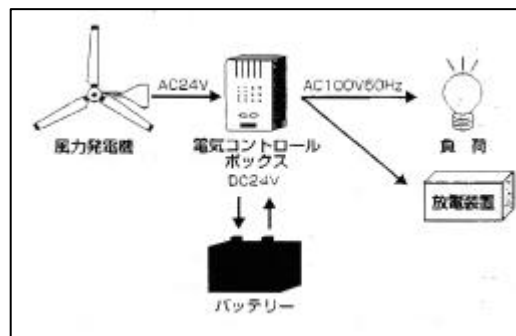 AC24V
AC100V60Hz
風力発電機
電気コントロール
ボックス
DC24V
負荷
放電装置
バッテリー